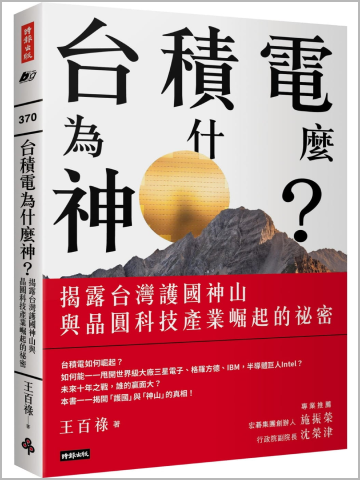 時報出版
370
台積電為什麼神？
揭露台灣護國神山與
晶圓科技產業崛起的祕密
王百祿 著
台積電
為什麼
神？
揭露台灣護國神山
與晶圓科技產業崛起的祕密
台積電如何崛起？
如何能一一甩開世界級大廠三星電子、格羅方德、IBM，半導體巨人Intel？
未來十年之戰，誰的贏面大？
本書一一揭開「護國」與「神山」的真相！
王百祿 著
時報出版
專業推薦
宏碁集團創辦人 施振榮
行政院副院長 沈榮津